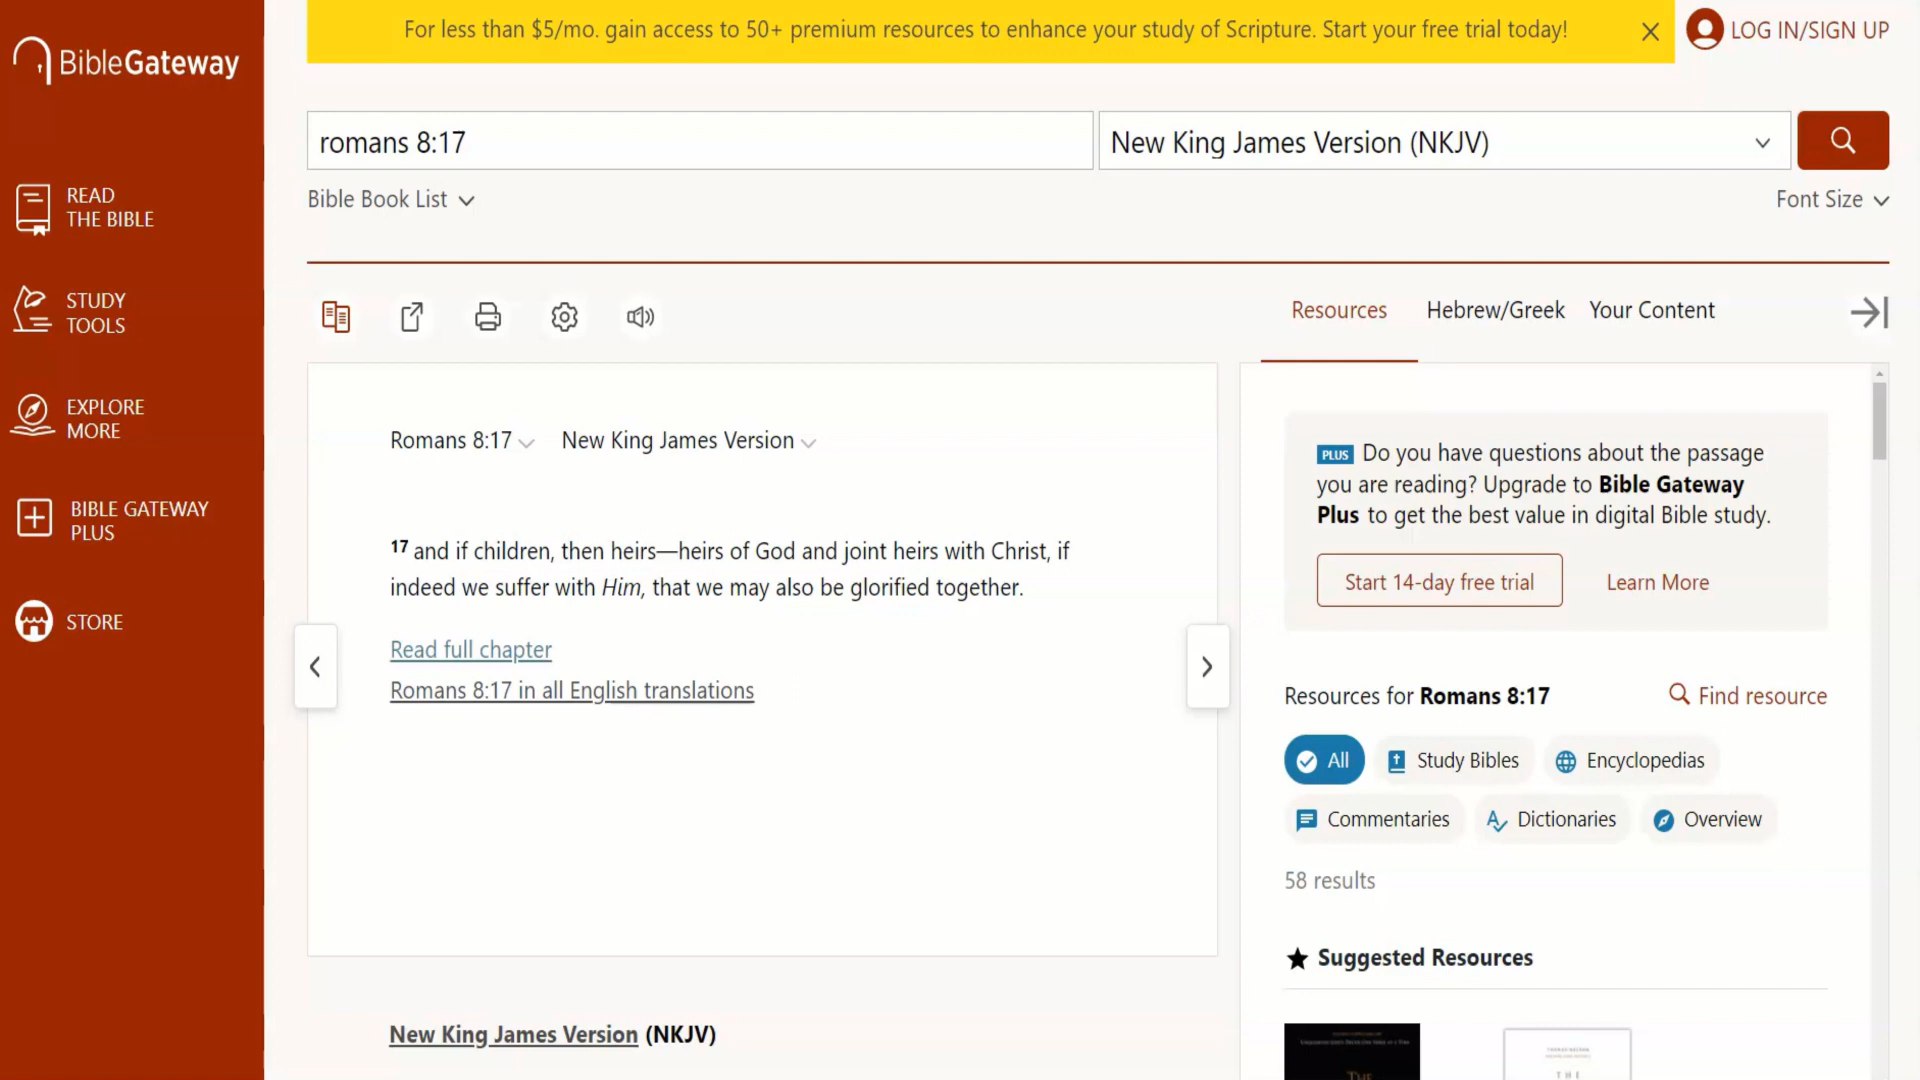 For less than $5/mo. gain access to 50+ premium resources to enhance your study of Scripture. Start your free trial today!
LOG IN/SIGN UP
BibleGateway
romans 8:17
New King James Version (NKJV)
Bible Book List
Font Size
READ
THE BIBLE
STUDY
TOOLS
EXPLORE
MORE
BIBLE GATEWAY
PLUS
STORE
Resources
Hebrew/Greek
Your Content
Romans 8:17
New King James Version
17 and if children, then heirs—heirs of God and joint heirs with Christ, if
indeed we suffer with Him, that we may also be glorified together.
Read full chapter
Romans 8:17 in all English translations
New King James Version (NKJV)
PLUS Do you have questions about the passage
you are reading? Upgrade to Bible Gateway
Plus to get the best value in digital Bible study.
Start 14-day free trial
Learn More
Resources for Romans 8:17
Find resource
All
Study Bibles
Encyclopedias
Commentaries
Dictionaries
Overview
58 results
Suggested Resources
THE
THE